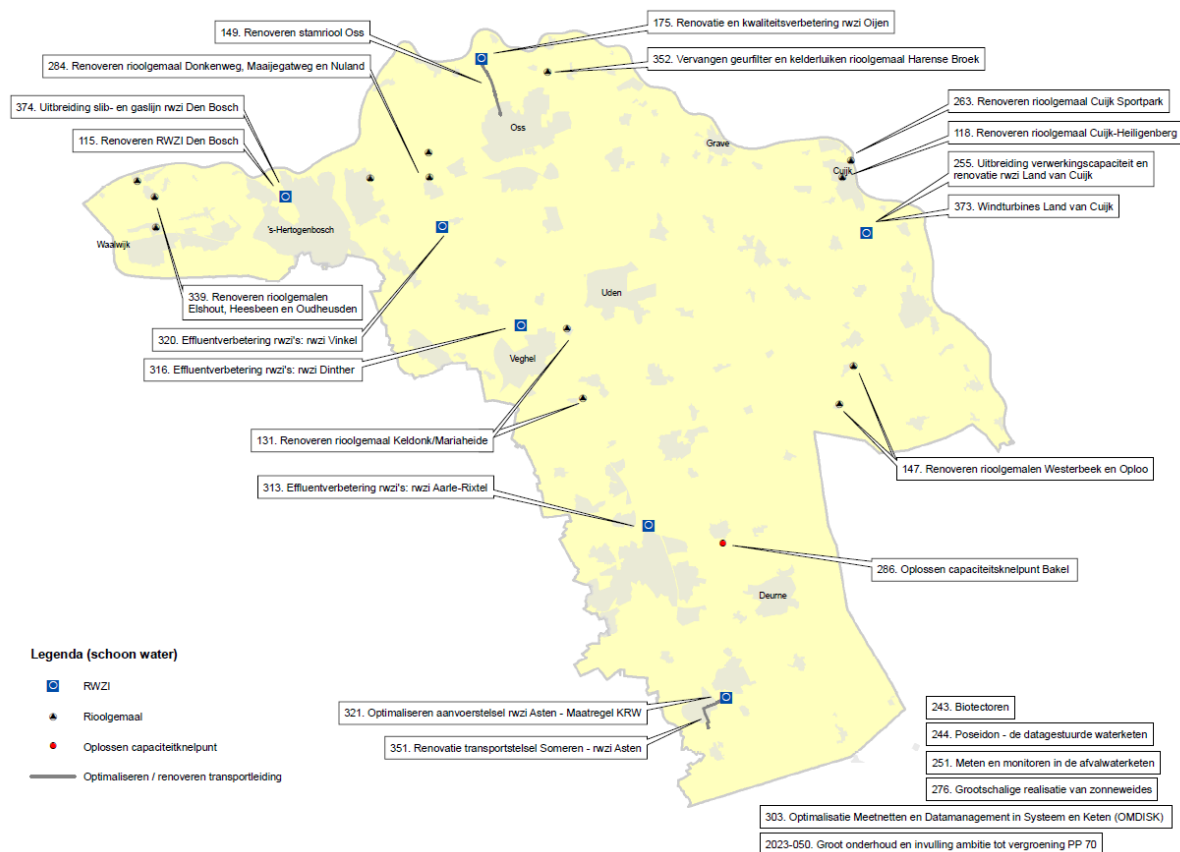 175. Renovatie en kwaliteitsverbetering rwzi Oijen
149. Renoveren stamriool Oss
352. Vervangen geurfilter en kelderluiken rioolgemaal Harense Broek
284. Renoveren rioolgemaal Donkenweg, Maaijegatweg en Nuland
374. Uitbreiding slib- en gaslijn rwzi Den Bosch
263. Renoveren rioolgemaal Cuijk Sportpark
115. Renoveren RWZI Den Bosch
118. Renoveren rioolgemaal Cuijk-Heiligenberg
255. Uitbreiding verwerkingscapaciteit en
renovatie rwzi Land van Cuijk
373. Windturbines Land van Cuijk
Oss
Grave
Cuijk
's-Hertogenbosch
Waalwijk
339. Renoveren rioolgemalen
Elshout, Heesbeen en Oudheusden
Uden
320. Effluentverbetering rwzi's: rwzi Vinkel
316. Effluentverbetering rwzi's: rwzi Dinther
Veghel
131. Renoveren rioolgemaal Keldonk/Mariaheide
147. Renoveren rioolgemalen Westerbeek en Oploo
313. Effluentverbetering rwzi's: rwzi Aarle-Rixtel
286. Oplossen capaciteitsknelpunt Bakel
Deurne
Legenda (schoon water)
RWZI
Rioolgemaal
Oplossen capaciteitknelpunt
Optimaliseren / renoveren transportleiding
321. Optimaliseren aanvoerstelsel rwzi Asten - Maatregel KRW
351. Renovatie transportstelsel Someren - rwzi Asten
243. Biotectoren
244. Poseidon - de datagestuurde waterketen
251. Meten en monitoren in de afvalwaterketen
276. Grootschalige realisatie van zonneweides
303. Optimalisatie Meetnetten en Datamanagement in Systeem en Keten (OMDISK)
2023-050. Groot onderhoud en invulling ambitie tot vergroening PP 70